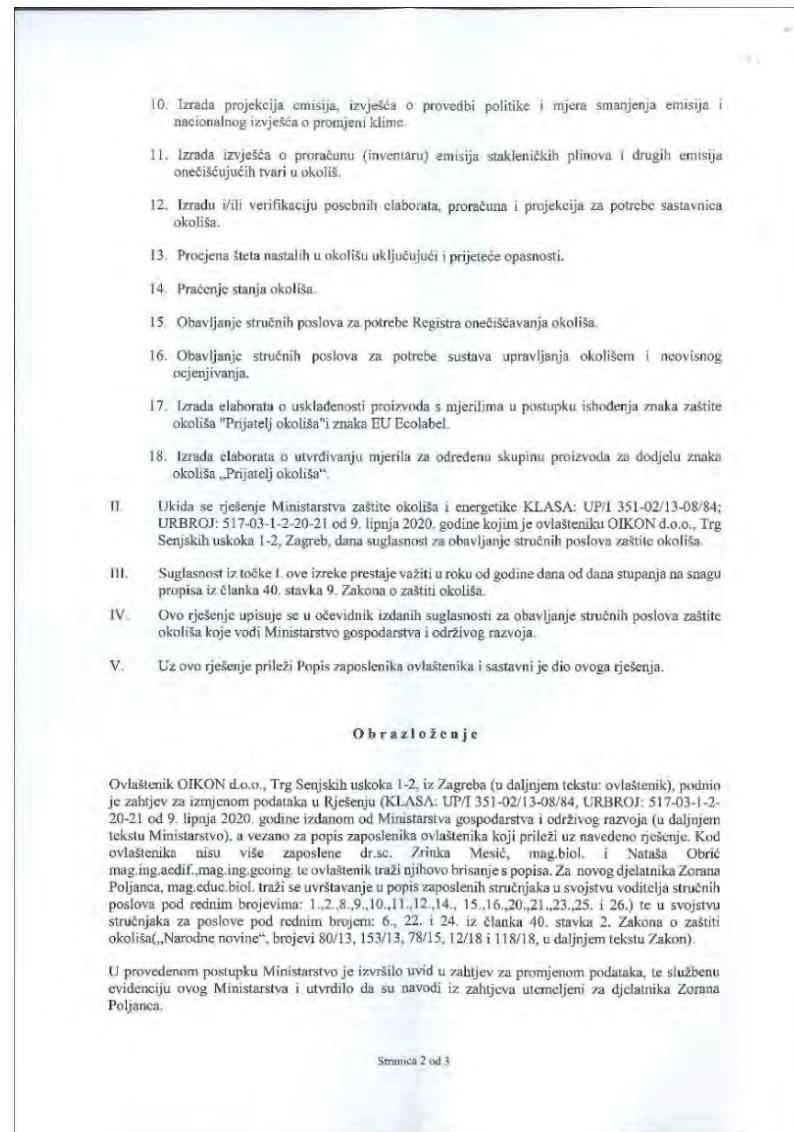 10. Izrada projekcija emisija, izvješća o provedbi politike i mjera smanjenja emisija i
nacionalnog izvješća o promjeni klime.
11. Izrada izvješća o proračunu (inventaru) emisija stakleničkih plinova i drugih emisija
onečišćujućih tvari u okoliš.
12. Izradu i/ili verifikaciju posebnih elaborata, proračuna i projekcija za potrebe sastavnica
okoliša.
13. Procjena šteta nastalih u okolišu uključujući i prijeteće opasnosti.
14. Praćenje stanja okoliša.
15. Obavljanje stručnih poslova za potrebe Registra onečišćavanja okoliša.
16. Obavljanje stručnih poslova za potrebe sustava upravljanja okolišem i neovisnog
ocjenjivanja.
17. Izrada elaborata o usklađenosti proizvoda s mjerilima u postupku ishođenja znaka zaštite
okoliša "Prijatelj okoliša"i znaka EU Ecolabel.
18. Izrada elaborata o utvrđivanju mjerila za određenu skupinu proizvoda za dodjelu znaka
okoliša „Prijatelj okoliša“.
II. Ukida se rješenje Ministarstva zaštite okoliša i energetike KLASA: UP/I 351-02/13-08/84;
URBROJ: 517-03-1-2-20-21 od 9. lipnja 2020. godine kojim je ovlašteniku OIKON d.o.o., Trg
Senjskih uskoka 1-2, Zagreb, dana suglasnost za obavljanje stručnih poslova zaštite okoliša.
III. Suglasnost iz točke I. ove izreke prestaje važiti u roku od godine dana od dana stupanja na snagu
propisa iz članka 40. stavka 9. Zakona o zaštiti okoliša.
IV. Ovo rješenje upisuje se u očevidnik izdanih suglasnosti za obavljanje stručnih poslova zaštite
okoliša koje vodi Ministarstvo gospodarstva i održivog razvoja.
V. Uz ovo rješenje prileži Popis zaposlenika ovlaštenika i sastavni je dio ovoga rješenja.
Obrazloženje
Ovlaštenik OIKON d.o.o., Trg Senjskih uskoka 1-2, iz Zagreba (u daljnjem tekstu: ovlaštenik), podnio
je zahtjev za izmjenom podataka u Rješenju (KLASA: UP/I 351-02/13-08/84, URBROJ: 517-03-1-2-
20-21 od 9. lipnja 2020. godine izdanom od Ministarstva gospodarstva i održivog razvoja (u daljnjem
tekstu Ministarstvo), a vezano za popis zaposlenika ovlaštenika koji prileži uz navedeno rješenje. Kod
ovlaštenika nisu više zaposlene dr.sc. Zrinka Mesić, mag.biol. i Nataša Obrić
mag.ing.aedif.,mag.ing.geoing. te ovlaštenik traži njihovo brisanje s popisa. Za novog djelatnika Zorana
Poljanca, mag.educ.biol. traži se uvrštavanje u popis zaposlenih stručnjaka u svojstvu voditelja stručnih
poslova pod rednim brojevima: 1.,2.,8.,9.,10.,11.,12.,14., 15.,16.,20.,21.,23.,25. i 26.) te u svojstvu
stručnjaka za poslove pod rednim brojem: 6., 22. i 24. iz članka 40. stavka 2. Zakona o zaštiti
okoliša(„Narodne novine“, brojevi 80/13, 153/13, 78/15, 12/18 i 118/18, u daljnjem tekstu Zakon).
U provedenom postupku Ministarstvo je izvršilo uvid u zahtjev za promjenom podataka, te službenu
evidenciju ovog Ministarstva i utvrdilo da su navodi iz zahtjeva utemeljeni za djelatnika Zorana
Poljanca.
Stranica 2 od 3